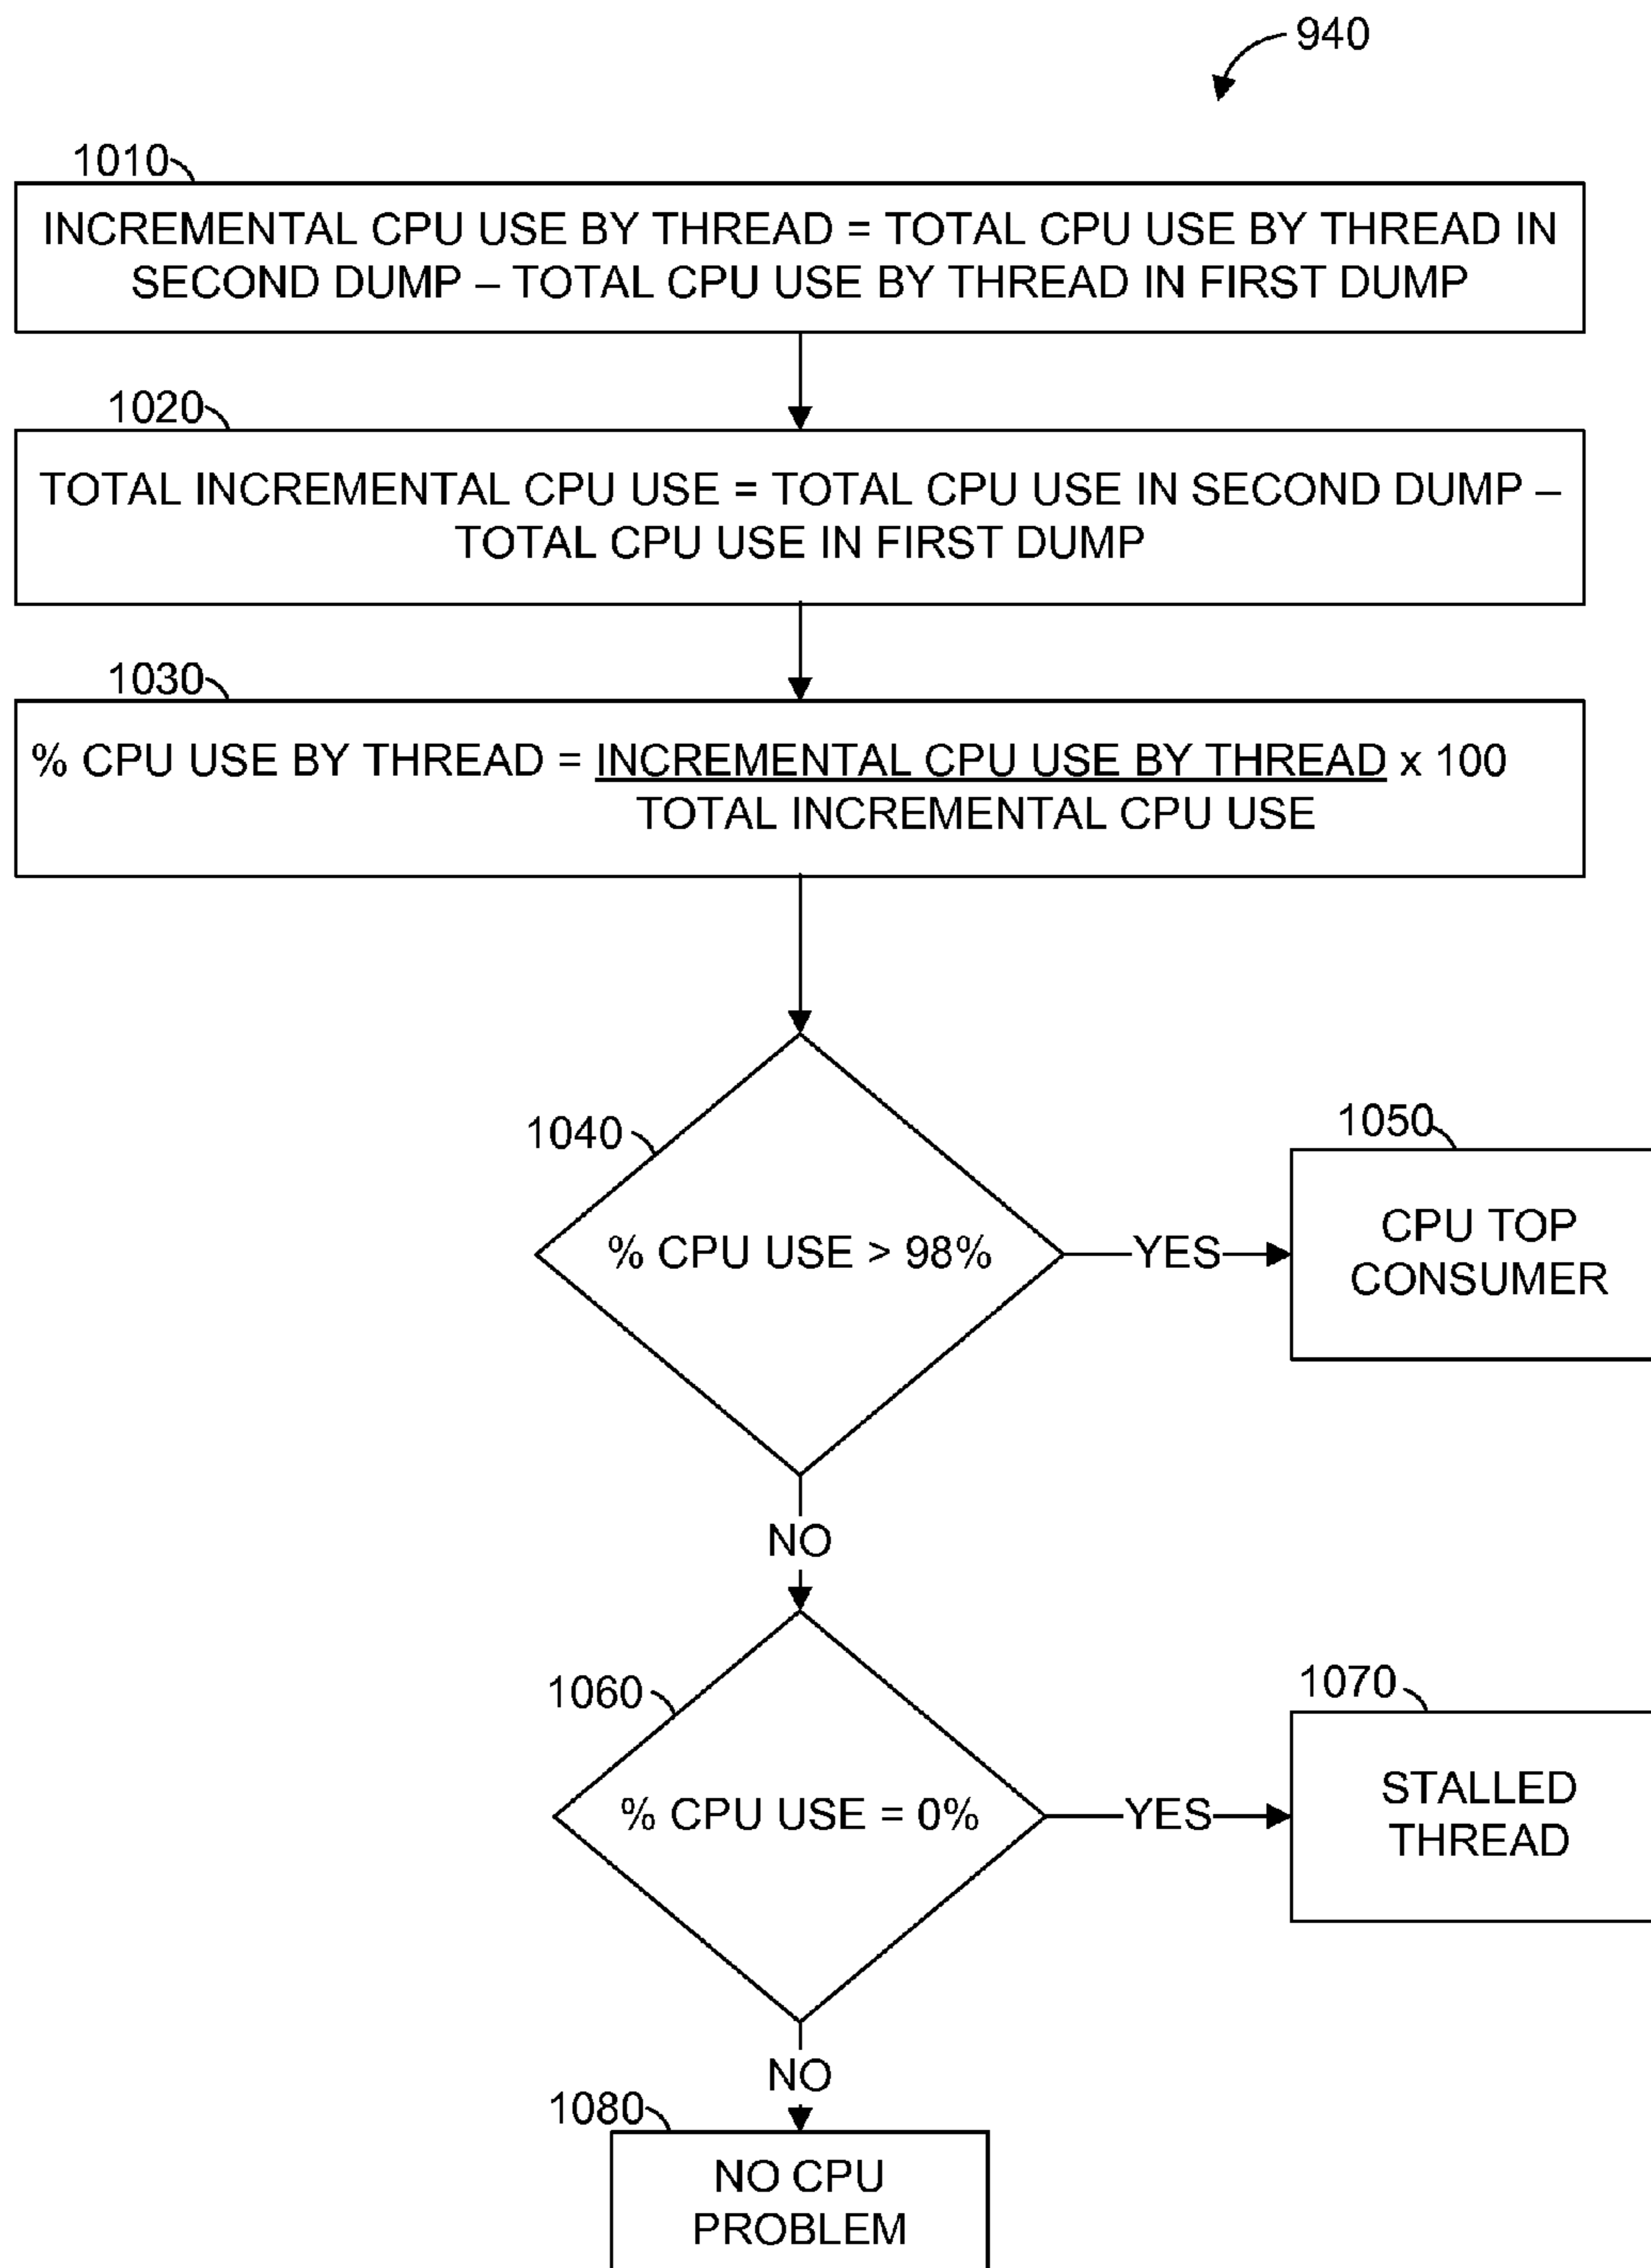 940
1010
INCREMENTAL CPU USE BY THREAD = TOTAL CPU USE BY THREAD IN
SECOND DUMP – TOTAL CPU USE BY THREAD IN FIRST DUMP
1020
TOTAL INCREMENTAL CPU USE = TOTAL CPU USE IN SECOND DUMP –
TOTAL CPU USE IN FIRST DUMP
1030
% CPU USE BY THREAD = INCREMENTAL CPU USE BY THREAD x 100
TOTAL INCREMENTAL CPU USE
1040
% CPU USE > 98%
YES
1050
CPU TOP
CONSUMER
NO
1060
% CPU USE = 0%
YES
1070
STALLED
THREAD
NO
1080
NO CPU
PROBLEM